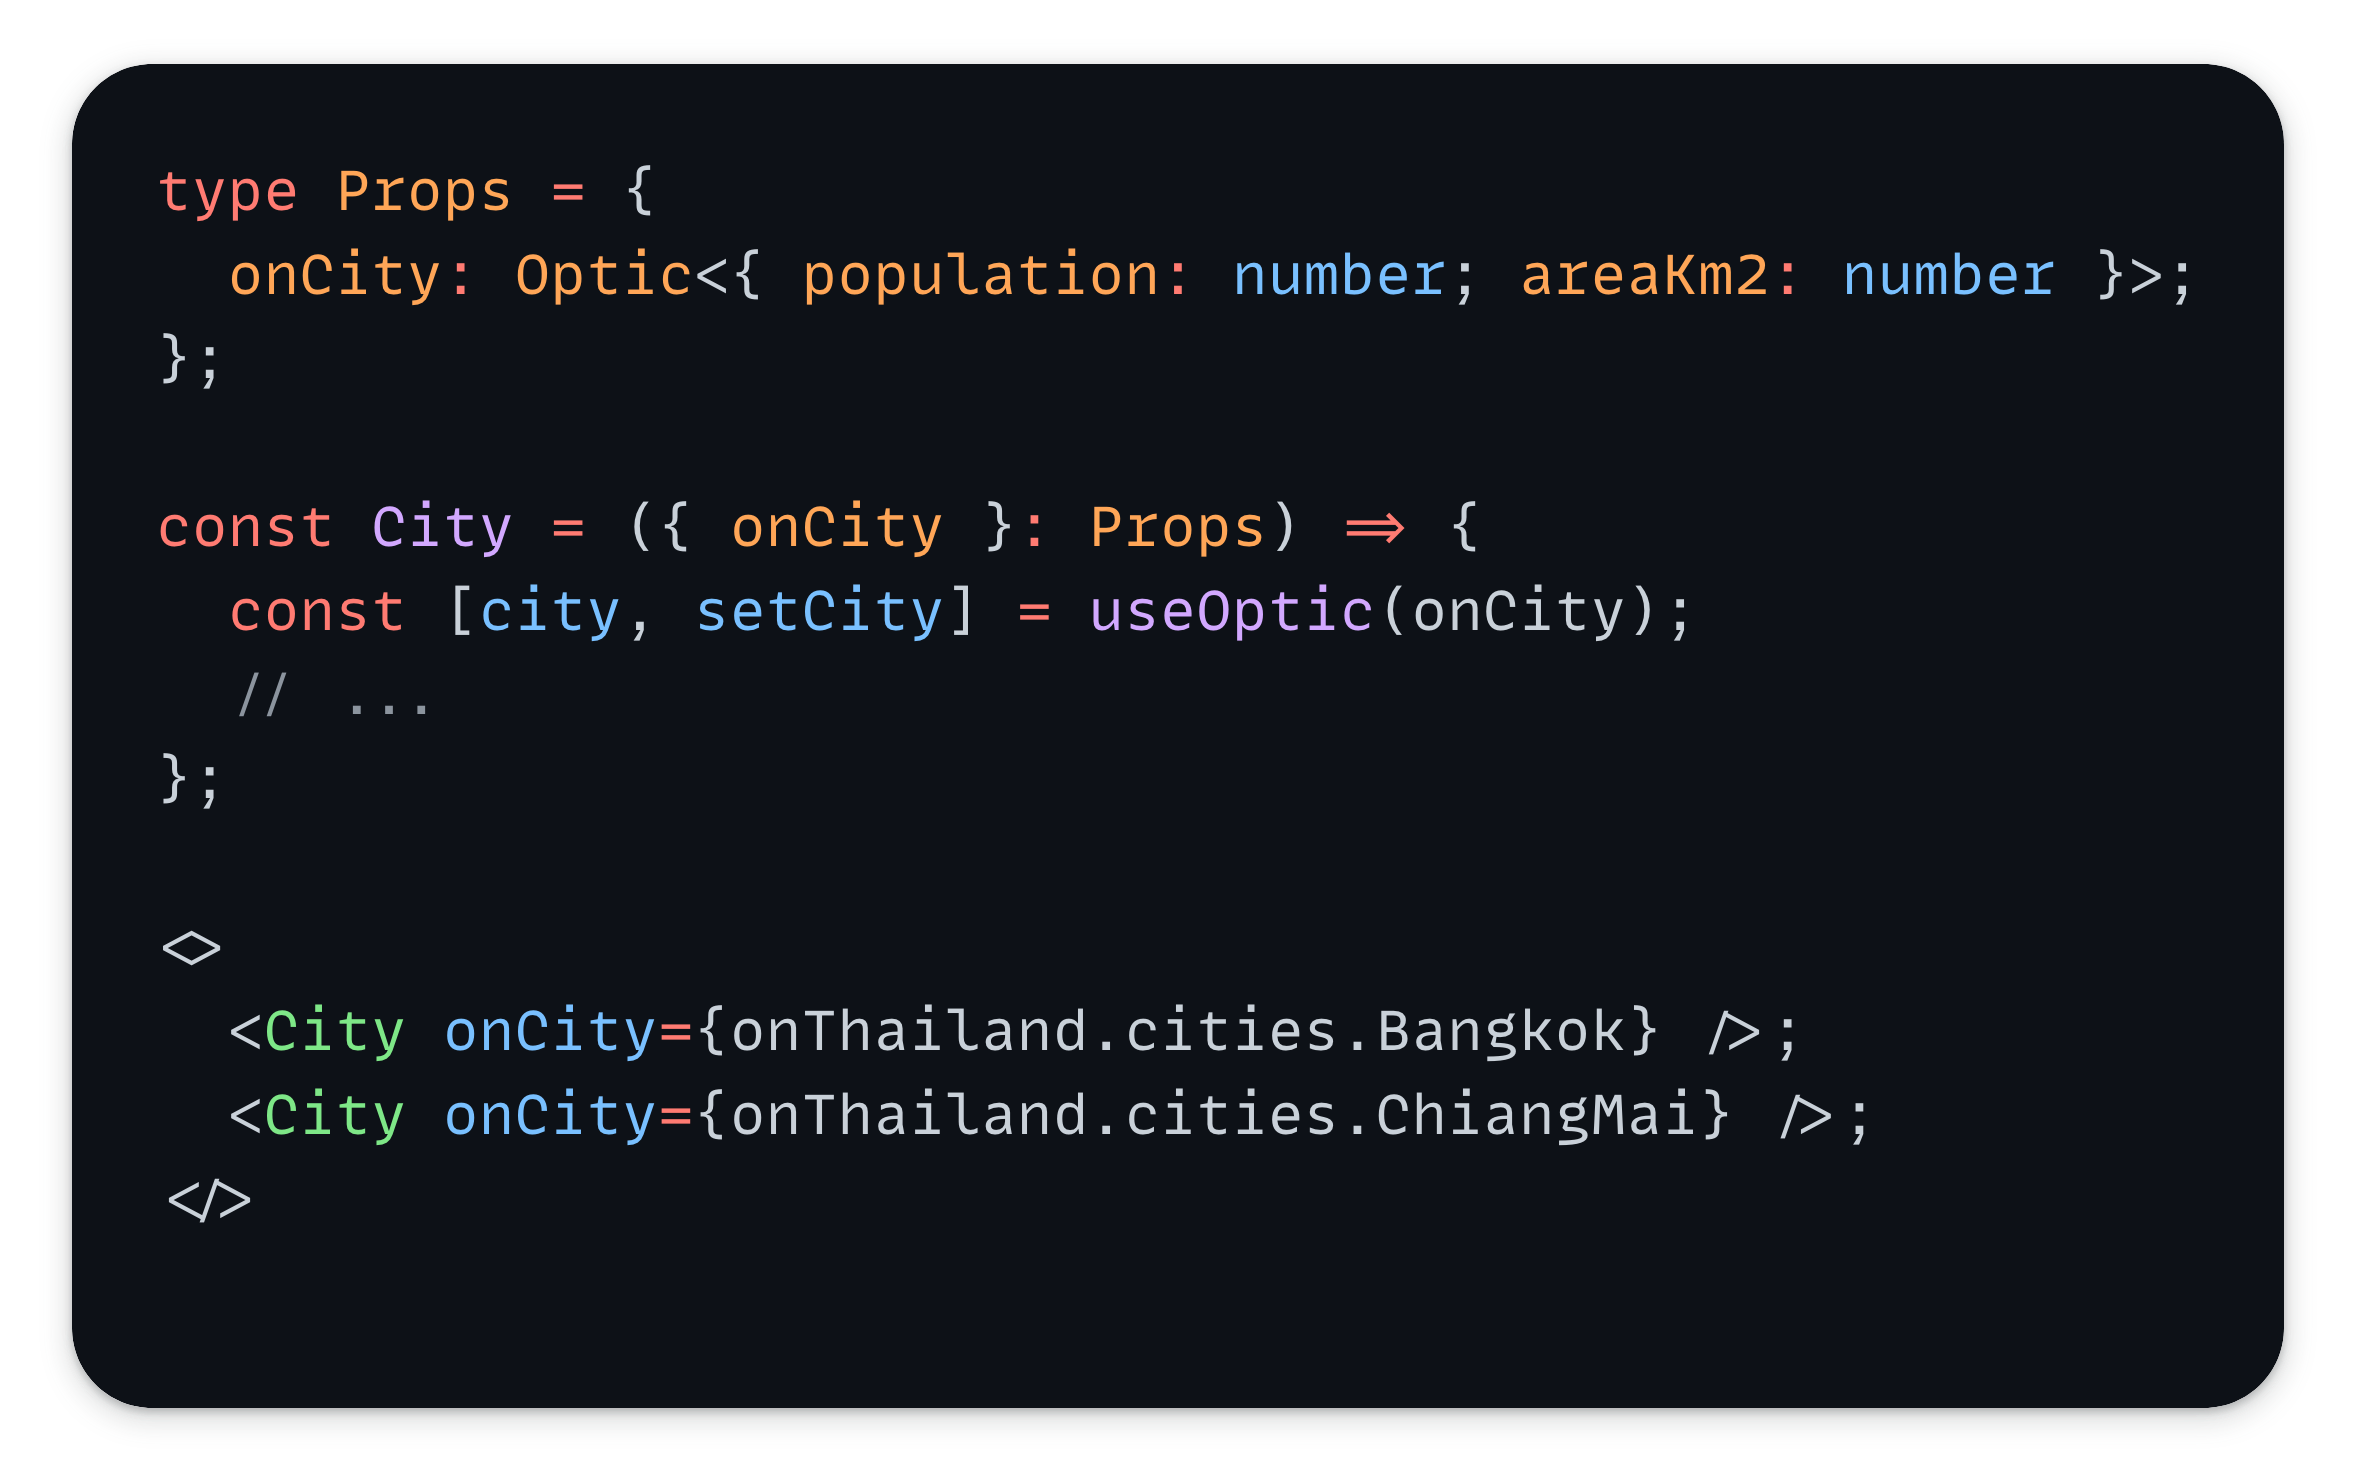 type Props = {
  onCity: Optic<{ population: number; areaKm2: number }>;
};

const City = ({ onCity }: Props) => {
  const [city, setCity] = useOptic(onCity);
  // ...
};

<>
  <City onCity={onThailand.cities.Bangkok} />;
  <City onCity={onThailand.cities.ChiangMai} />;
</>